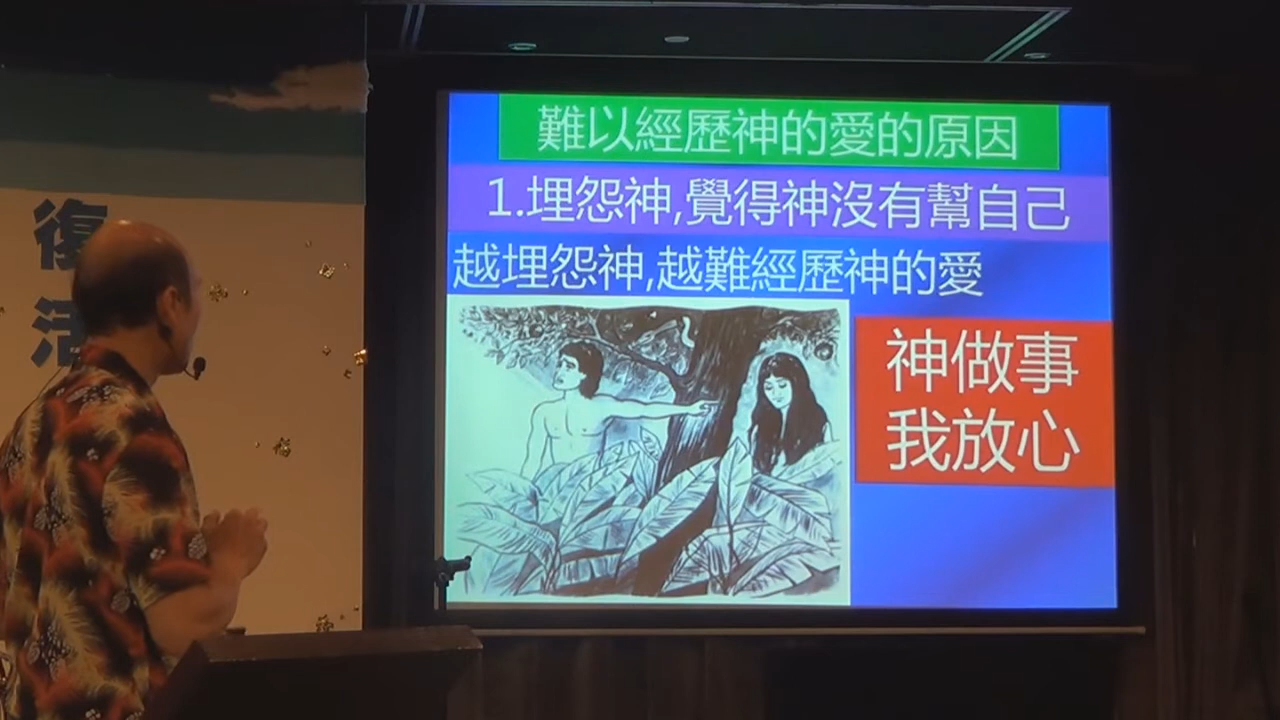 難以經歷神的愛的原因
1.埋怨神,覺得神沒有幫自己
越埋怨神,越難經歷神的愛
神做事
我放心
復
活